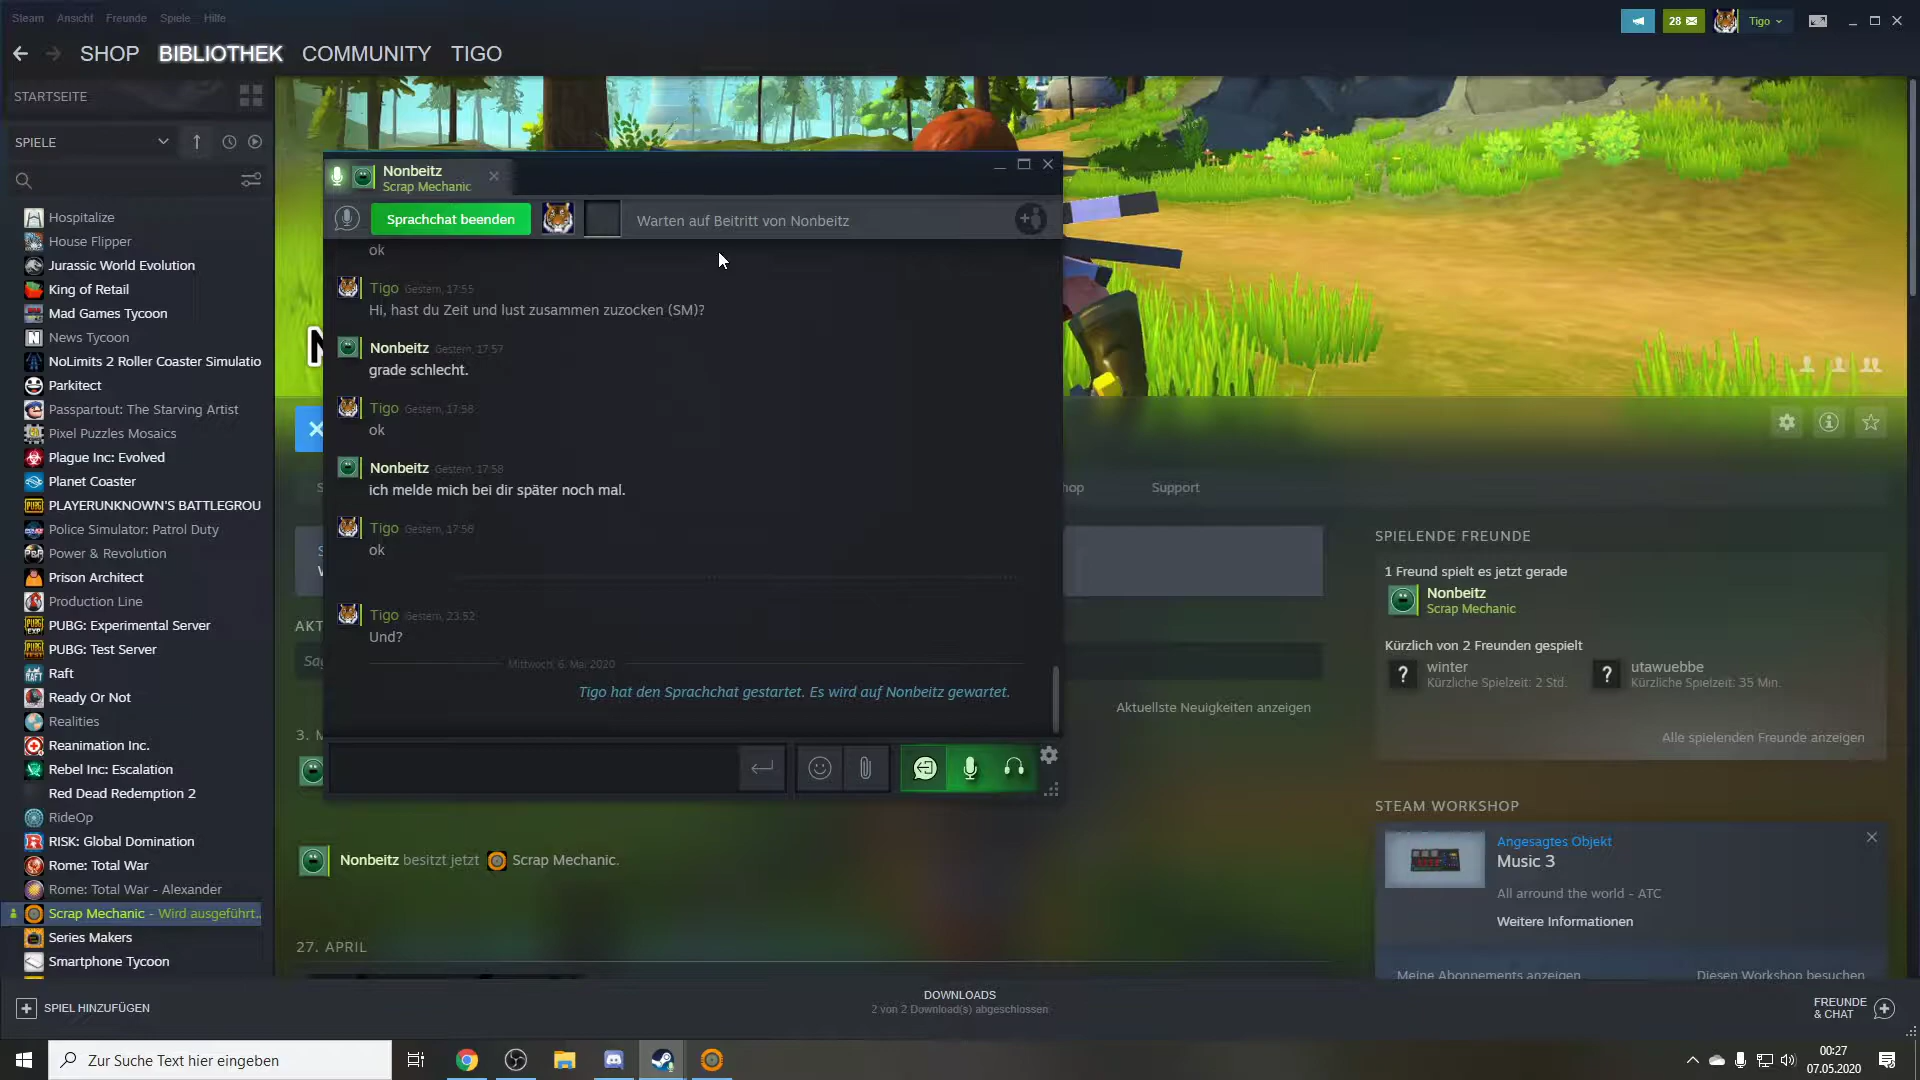 Steam Ansicht Freunde Spiele Hilfe
28
Tigo
SHOP BIBLIOTHEK COMMUNITY TIGO
STARTSEITE
SPIELE
Hospitalize
House Flipper
Jurassic World Evolution
King of Retail
Mad Games Tycoon
News Tycoon
NoLimits 2 Roller Coaster Simulatio
Parkitect
Passpartout: The Starving Artist
Pixel Puzzles Mosaics
Plague Inc: Evolved
Planet Coaster
PLAYERUNKNOWN'S BATTLEGROU
Police Simulator: Patrol Duty
Power & Revolution
Prison Architect
Production Line
PUBG: Experimental Server
PUBG: Test Server
Raft
Ready Or Not
Realities
Reanimation Inc.
Rebel Inc: Escalation
Red Dead Redemption 2
RideOp
RISK: Global Domination
Rome: Total War
Rome: Total War - Alexander
Scrap Mechanic - Wird ausgeführt..
Series Makers
Smartphone Tycoon
SPIEL HINZUFÜGEN
Nonbeitz
Scrap Mechanic
Sprachchat beenden
Warten auf Beitritt von Nonbeitz
ok
Tigo Gestern, 17:55
Hi, hast du Zeit und lust zusammen zuzocken (SM)?
Nonbeitz Gestern, 17:57
grade schlecht.
Tigo Gestern, 17:58
ok
Nonbeitz Gestern, 17:58
ich melde mich bei dir später noch mal.
Tigo Gestern, 17:58
ok
Tigo Gestern, 23:52
Und?
Mittwoch, 6. Mai 2020
Tigo hat den Sprachchat gestartet. Es wird auf Nonbeitz gewartet.
Support
AKT
Aktuellste Neuigkeiten anzeigen
3. M
Nonbeitz besitzt jetzt Scrap Mechanic.
27. APRIL
SPIELENDE FREUNDE
1 Freund spielt es jetzt gerade
Nonbeitz
Scrap Mechanic
Kürzlich von 2 Freunden gespielt
winter
Kürzliche Spielzeit: 2 Std.
utawuebbe
Kürzliche Spielzeit: 35 Min.
Alle spielenden Freunde anzeigen
STEAM WORKSHOP
Angesagtes Objekt
Music 3
All arround the world - ATC
Weitere Informationen
Meine Abonnements anzeigen
Diesen Workshop besuchen
DOWNLOADS
2 von 2 Download(s) abgeschlossen
FREUNDE
& CHAT
Zur Suche Text hier eingeben
00:27
07.05.2020